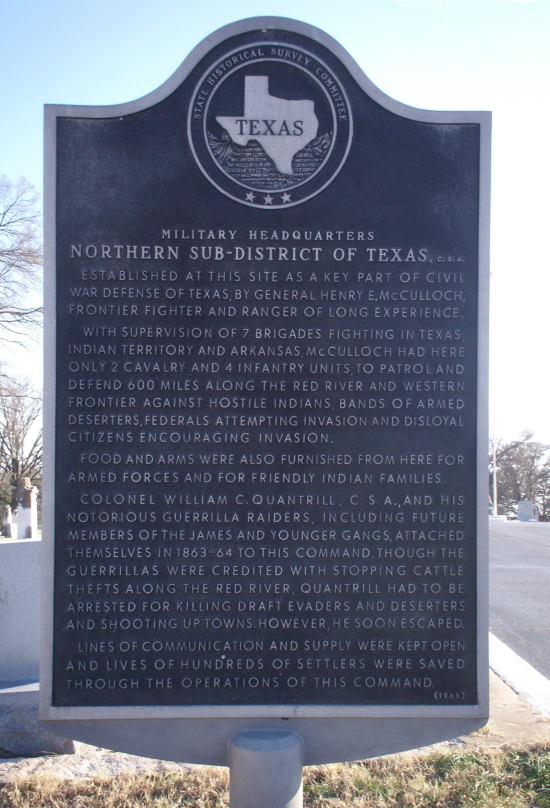 STATE HISTORICAL SURVEY COMMITTEE
TEXAS
MILITARY HEADQUARTERS
NORTHERN SUB-DISTRICT OF TEXAS, C.S.A.
ESTABLISHED AT THIS SITE AS A KEY PART OF CIVIL
WAR DEFENSE OF TEXAS, BY GENERAL HENRY E. McCULLOCH,
FRONTIER FIGHTER AND RANGER OF LONG EXPERIENCE.
WITH SUPERVISION OF 7 BRIGADES FIGHTING IN TEXAS,
INDIAN TERRITORY AND ARKANSAS, McCULLOCH HAD HERE
ONLY 2 CAVALRY AND 4 INFANTRY UNITS, TO PATROL AND
DEFEND 600 MILES ALONG THE RED RIVER AND WESTERN
FRONTIER AGAINST HOSTILE INDIANS, BANDS OF ARMED
DESERTERS, FEDERALS ATTEMPTING INVASION AND DISLOYAL
CITIZENS ENCOURAGING INVASION.
FOOD AND ARMS WERE ALSO FURNISHED FROM HERE FOR
ARMED FORCES AND FOR FRIENDLY INDIAN FAMILIES.
COLONEL WILLIAM C. QUANTRILL, C.S.A., AND HIS
NOTORIOUS GUERRILLA RAIDERS, INCLUDING FUTURE
MEMBERS OF THE JAMES AND YOUNGER GANGS, ATTACHED
THEMSELVES IN 1863-64 TO THIS COMMAND. THOUGH THE
GUERRILLAS WERE CREDITED WITH STOPPING CATTLE
THEFTS ALONG THE RED RIVER, QUANTRILL HAD TO BE
ARRESTED FOR KILLING DRAFT EVADERS AND DESERTERS
AND SHOOTING UP TOWNS. HOWEVER, HE SOON ESCAPED.
LINES OF COMMUNICATION AND SUPPLY WERE KEPT OPEN
AND LIVES OF HUNDREDS OF SETTLERS WERE SAVED
THROUGH THE OPERATIONS OF THIS COMMAND.
(1965)